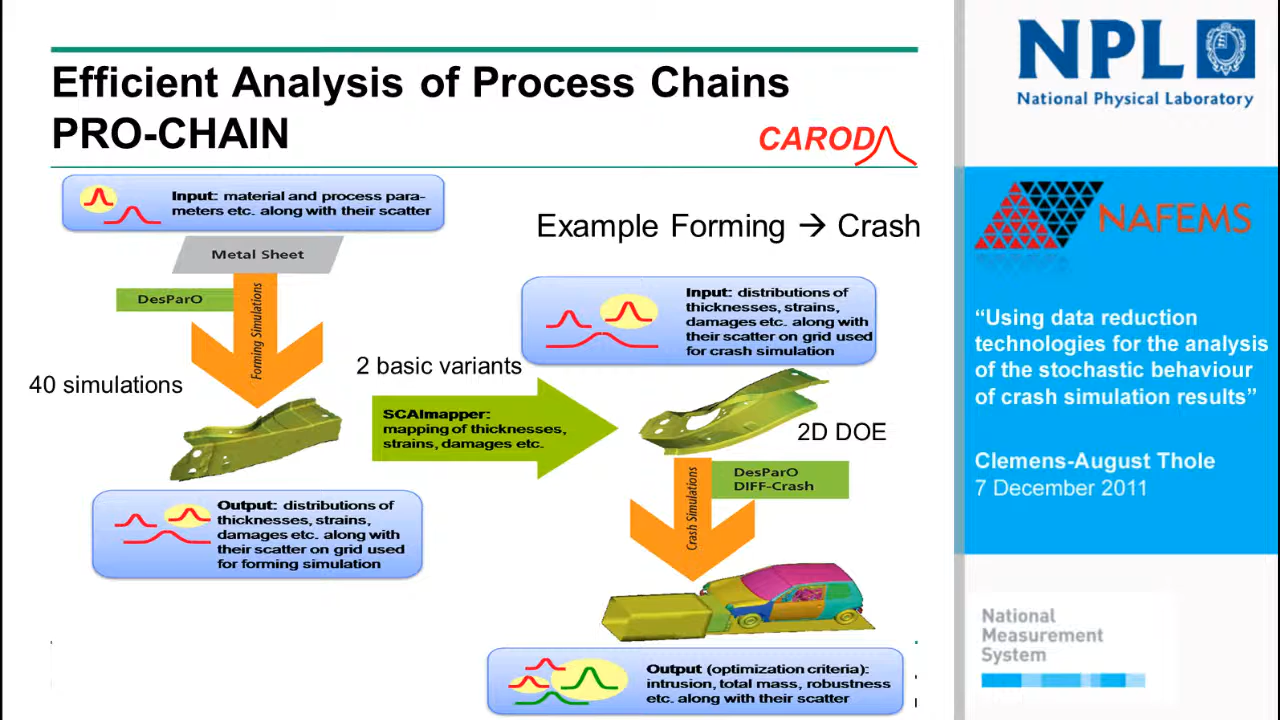 Efficient Analysis of Process Chains
PRO-CHAIN
CAROD
Input: material and process para-
meters etc. along with their scatter
Example Forming → Crash
Metal Sheet
DesParO
Forming Simulations
40 simulations
Input: distributions of
thicknesses, strains,
damages etc. along with
their scatter on grid used
for crash simulation
2 basic variants
SCAImapper:
mapping of thicknesses,
strains, damages etc.
2D DOE
DesParO
DIFF-Crash
Crash Simulations
Output: distributions of
thicknesses, strains,
damages etc. along with
their scatter on grid used
for forming simulation
Output (optimization criteria):
intrusion, total mass, robustness
etc. along with their scatter
NPL
National Physical Laboratory
NAFEMS
“Using data reduction
technologies for the analysis
of the stochastic behaviour
of crash simulation results”
Clemens-August Thole
7 December 2011
National
Measurement
System